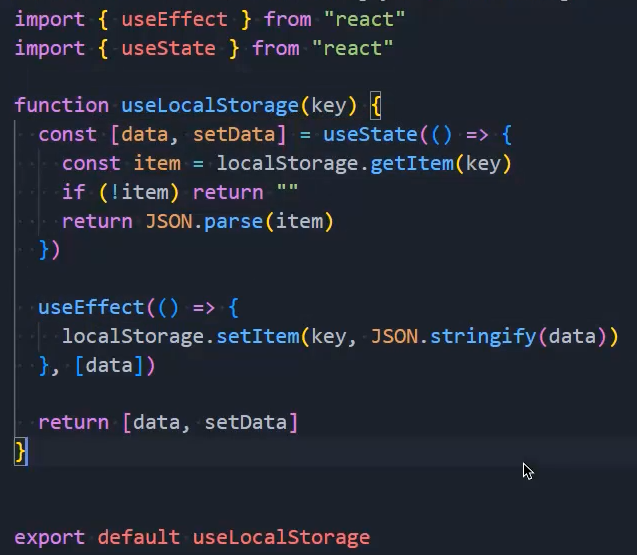 import { useEffect } from "react"
import { useState } from "react"
function useLocalStorage(key) {
const [data, setData] = useState(() => {
const item = localStorage.getItem(key)
if (!item) return ""
return JSON.parse(item)
})
useEffect(() => {
localStorage.setItem(key, JSON.stringify(data))
}, [data])
return [data, setData]
}
export default useLocalStorage